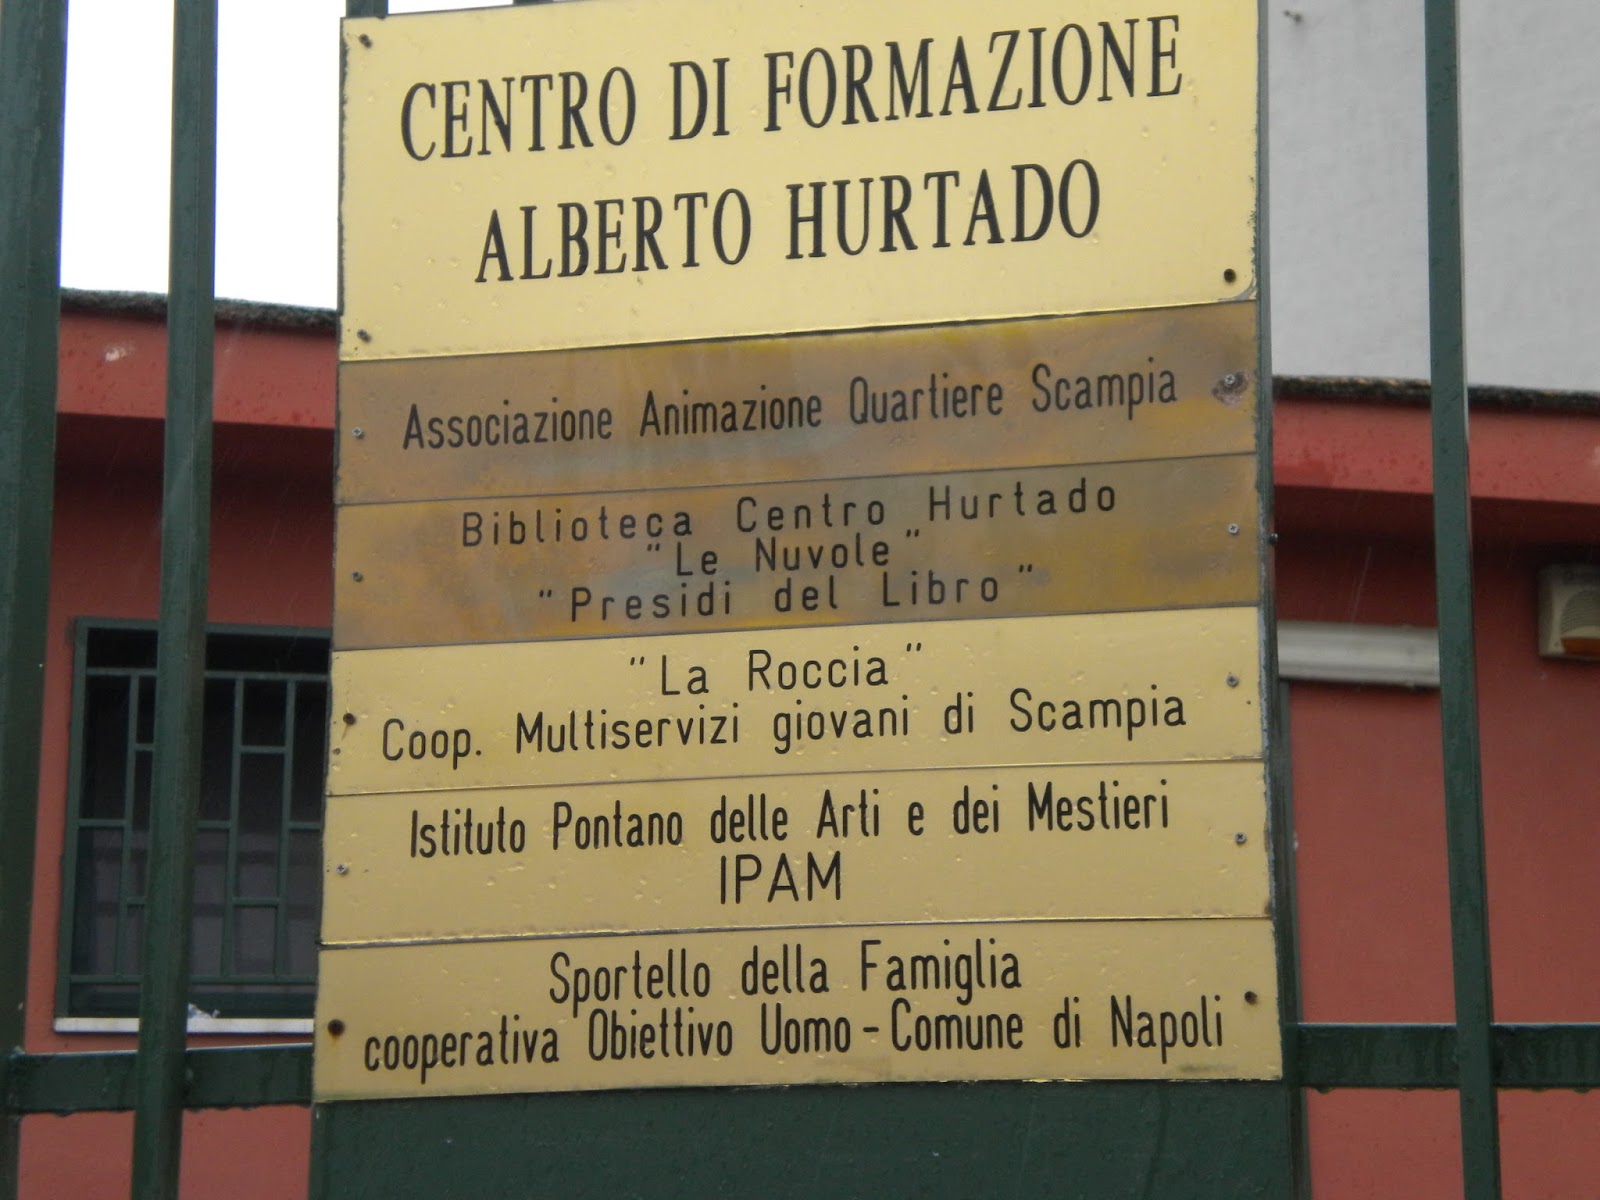 CENTRO DI FORMAZIONE
ALBERTO HURTADO
Associazione Animazione Quartiere Scampia
Biblioteca Centro Hurtado
"Le Nuvole"
"Presidi del Libro"
"La Roccia"
Coop. Multiservizi giovani di Scampia
Istituto Pontano delle Arti e dei Mestieri
IPAM
Sportello della Famiglia
cooperativa Obiettivo Uomo - Comune di Napoli